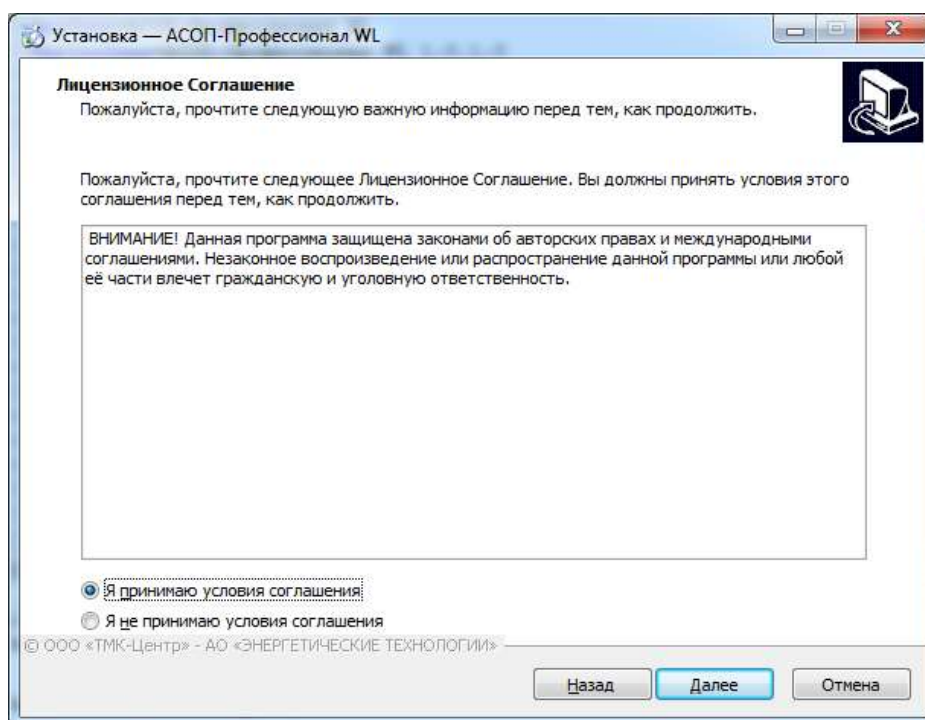 Установка — АСОП-Профессионал WL
Лицензионное Соглашение
Пожалуйста, прочтите следующую важную информацию перед тем, как продолжить.
Пожалуйста, прочтите следующее Лицензионное Соглашение. Вы должны принять условия этого
соглашения перед тем, как продолжить.
ВНИМАНИЕ! Данная программа защищена законами об авторских правах и международными
соглашениями. Незаконное воспроизведение или распространение данной программы или любой
её части влечет гражданскую и уголовную ответственность.
Я принимаю условия соглашения
Я не принимаю условия соглашения
© ООО «ТМК-Центр» - АО «ЭНЕРГЕТИЧЕСКИЕ ТЕХНОЛОГИИ»
Назад Далее Отмена